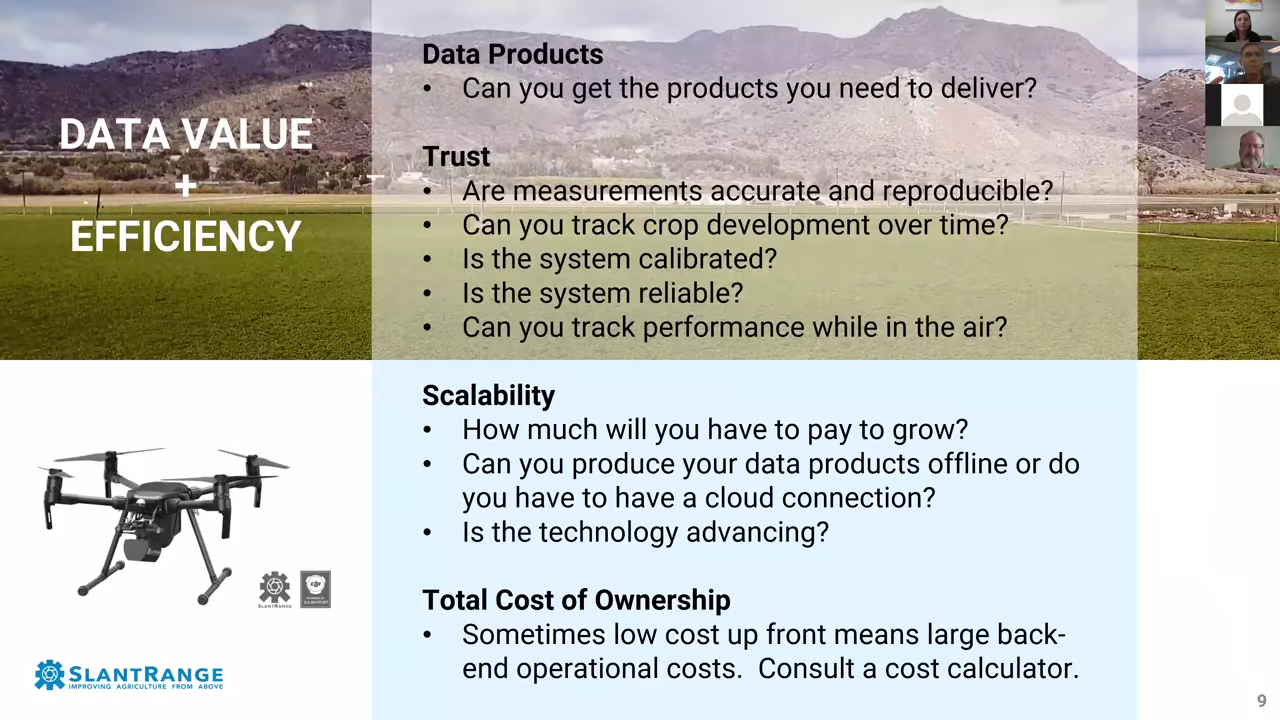 DATA VALUE
+
EFFICIENCY
Data Products
• Can you get the products you need to deliver?
Trust
• Are measurements accurate and reproducible?
• Can you track crop development over time?
• Is the system calibrated?
• Is the system reliable?
• Can you track performance while in the air?
Scalability
• How much will you have to pay to grow?
• Can you produce your data products offline or do
you have to have a cloud connection?
• Is the technology advancing?
Total Cost of Ownership
• Sometimes low cost up front means large back-
end operational costs. Consult a cost calculator.
SLANTRANGE
dji
SLANTRANGE
IMPROVING AGRICULTURE FROM ABOVE
9